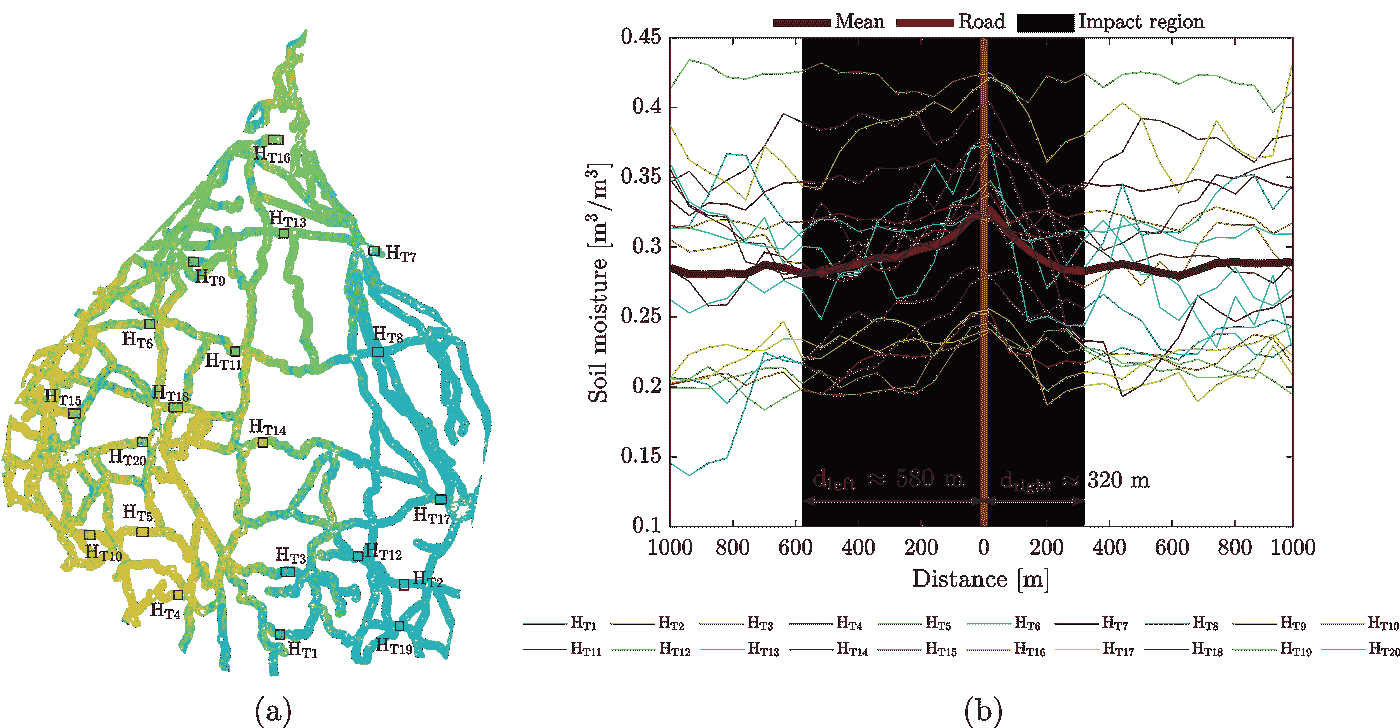 Mean Road Impact region
H_T16
H_T13
H_T7
H_T9
H_T6
H_T8
H_T11
H_T15
H_T18
H_T14
H_T20
H_T17
H_T5
H_T10
H_T12
H_T3
H_T2
H_T4
H_T1
H_T19
(a)
Soil moisture [m³/m³]
0.45
0.4
0.35
0.3
0.25
0.2
0.15
0.1
d_left ≈ 580 m d_right ≈ 320 m
1000 800 600 400 200 0 200 400 600 800 1000
Distance [m]
H_T1 H_T2 H_T3 H_T4 H_T5 H_T6 H_T7 H_T8 H_T9 H_T10
H_T11 H_T12 H_T13 H_T14 H_T15 H_T16 H_T17 H_T18 H_T19 H_T20
(b)